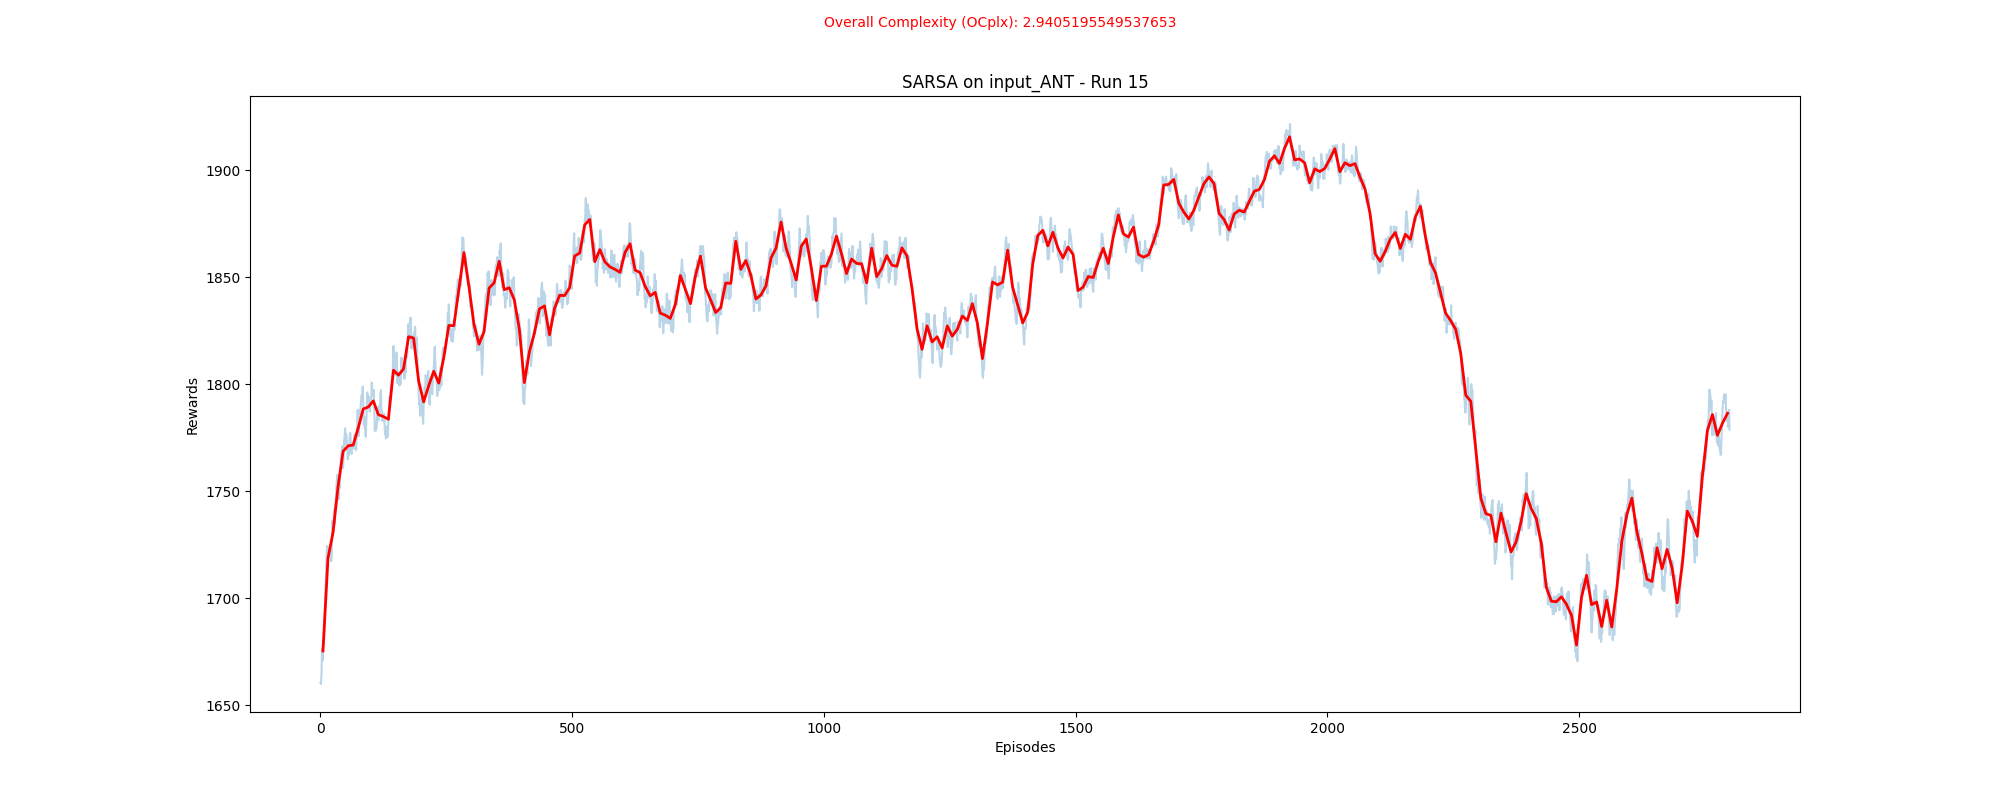 Overall Complexity (OCplx): 2.9405195549537653
SARSA on input_ANT - Run 15
Rewards
1900
1850
1800
1750
1700
1650
0 500 1000 1500 2000 2500
Episodes